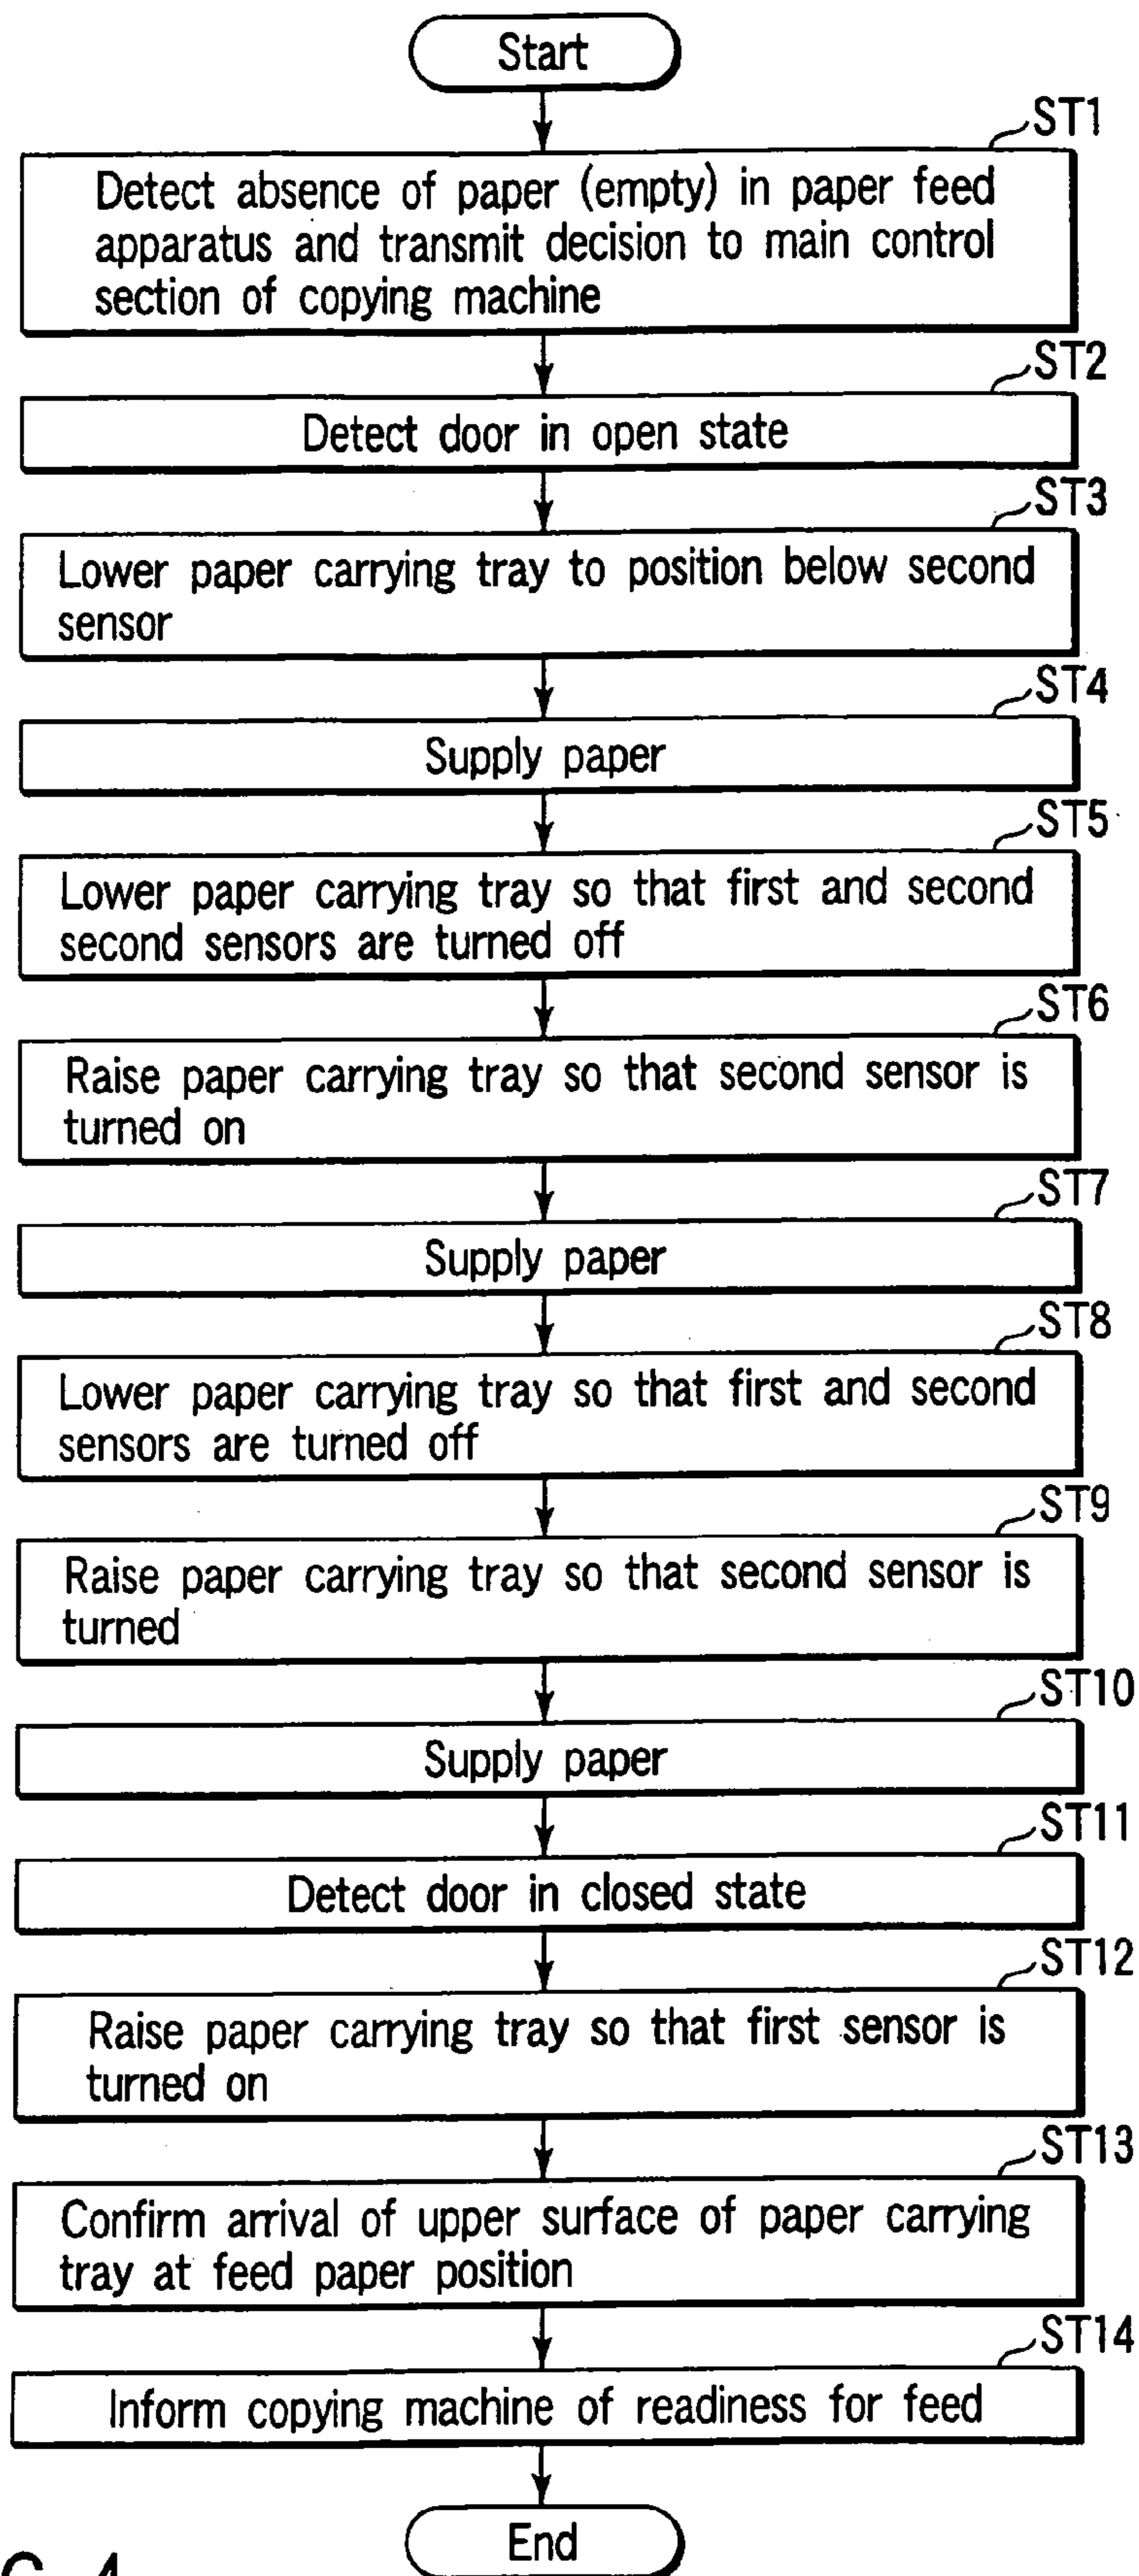 Start
ST1
Detect absence of paper (empty) in paper feed
apparatus and transmit decision to main control
section of copying machine
ST2
Detect door in open state
ST3
Lower paper carrying tray to position below second
sensor
ST4
Supply paper
ST5
Lower paper carrying tray so that first and second
second sensors are turned off
ST6
Raise paper carrying tray so that second sensor is
turned on
ST7
Supply paper
ST8
Lower paper carrying tray so that first and second
sensors are turned off
ST9
Raise paper carrying tray so that second sensor is
turned
ST10
Supply paper
ST11
Detect door in closed state
ST12
Raise paper carrying tray so that first sensor is
turned on
ST13
Confirm arrival of upper surface of paper carrying
tray at feed paper position
ST14
Inform copying machine of readiness for feed
End